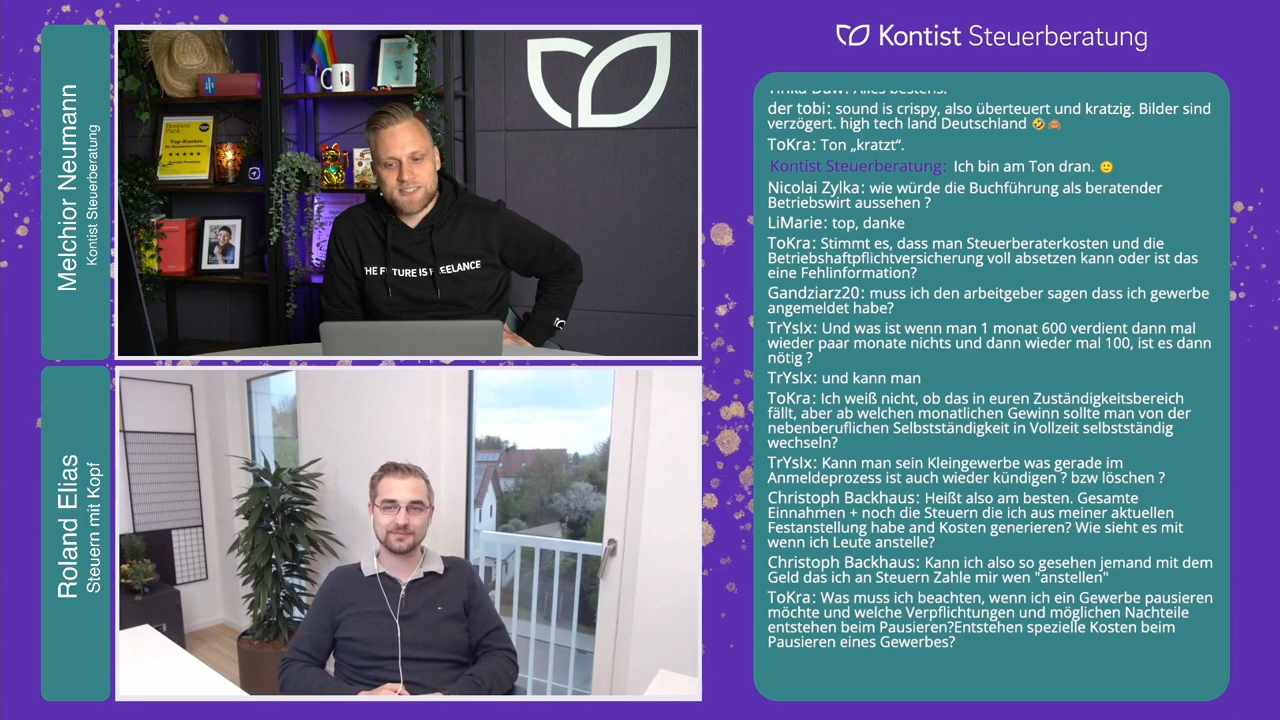 Melchior Neumann
Kontist Steuerberatung
Roland Elias
Steuern mit Kopf
Business Punk
Top-Kosten
THE FUTURE IS FREELANCE
Kontist Steuerberatung
der tobi: sound is crispy, also überteuert und kratzig. Bilder sind
verzögert. high tech land Deutschland 🤣🙈
ToKra: Ton „kratzt“.
Kontist Steuerberatung: Ich bin am Ton dran. 🙂
Nicolai Zylka: wie würde die Buchführung als beratender
Betriebswirt aussehen ?
LiMarie: top, danke
ToKra: Stimmt es, dass man Steuerberaterkosten und die
Betriebshaftpflichtversicherung voll absetzen kann oder ist das
eine Fehlinformation?
Gandziarz20: muss ich den arbeitgeber sagen dass ich gewerbe
angemeldet habe?
TrYsIx: Und was ist wenn man 1 monat 600 verdient dann mal
wieder paar monate nichts und dann wieder mal 100, ist es dann
nötig ?
TrYsIx: und kann man
ToKra: Ich weiß nicht, ob das in euren Zuständigkeitsbereich
fällt, aber ab welchen monatlichen Gewinn sollte man von der
nebenberuflichen Selbstständigkeit in Vollzeit selbstständig
wechseln?
TrYsIx: Kann man sein Kleingewerbe was gerade im
Anmeldeprozess ist auch wieder kündigen ? bzw löschen ?
Christoph Backhaus: Heißt also am besten. Gesamte
Einnahmen + noch die Steuern die ich aus meiner aktuellen
Festanstellung habe and Kosten generieren? Wie sieht es mit
wenn ich Leute anstelle?
Christoph Backhaus: Kann ich also so gesehen jemand mit dem
Geld das ich an Steuern Zahle mir wen "anstellen"
ToKra: Was muss ich beachten, wenn ich ein Gewerbe pausieren
möchte und welche Verpflichtungen und möglichen Nachteile
entstehen beim Pausieren?Entstehen spezielle Kosten beim
Pausieren eines Gewerbes?